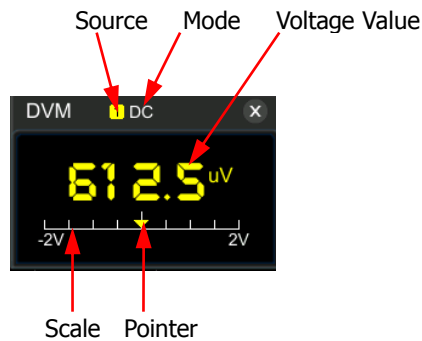 Source Mode Voltage Value
DVM 1 DC X
612.5 uV
-2V 2V
Scale Pointer